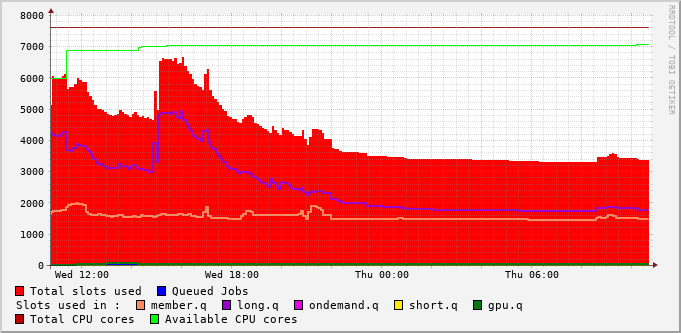 8000
7000
6000
5000
4000
3000
2000
1000
0
Wed 12:00 Wed 18:00 Thu 00:00 Thu 06:00
Total slots used Queued Jobs
Slots used in : member.q long.q ondemand.q short.q gpu.q
Total CPU cores Available CPU cores
RRDTOOL / TOBI OETIKER